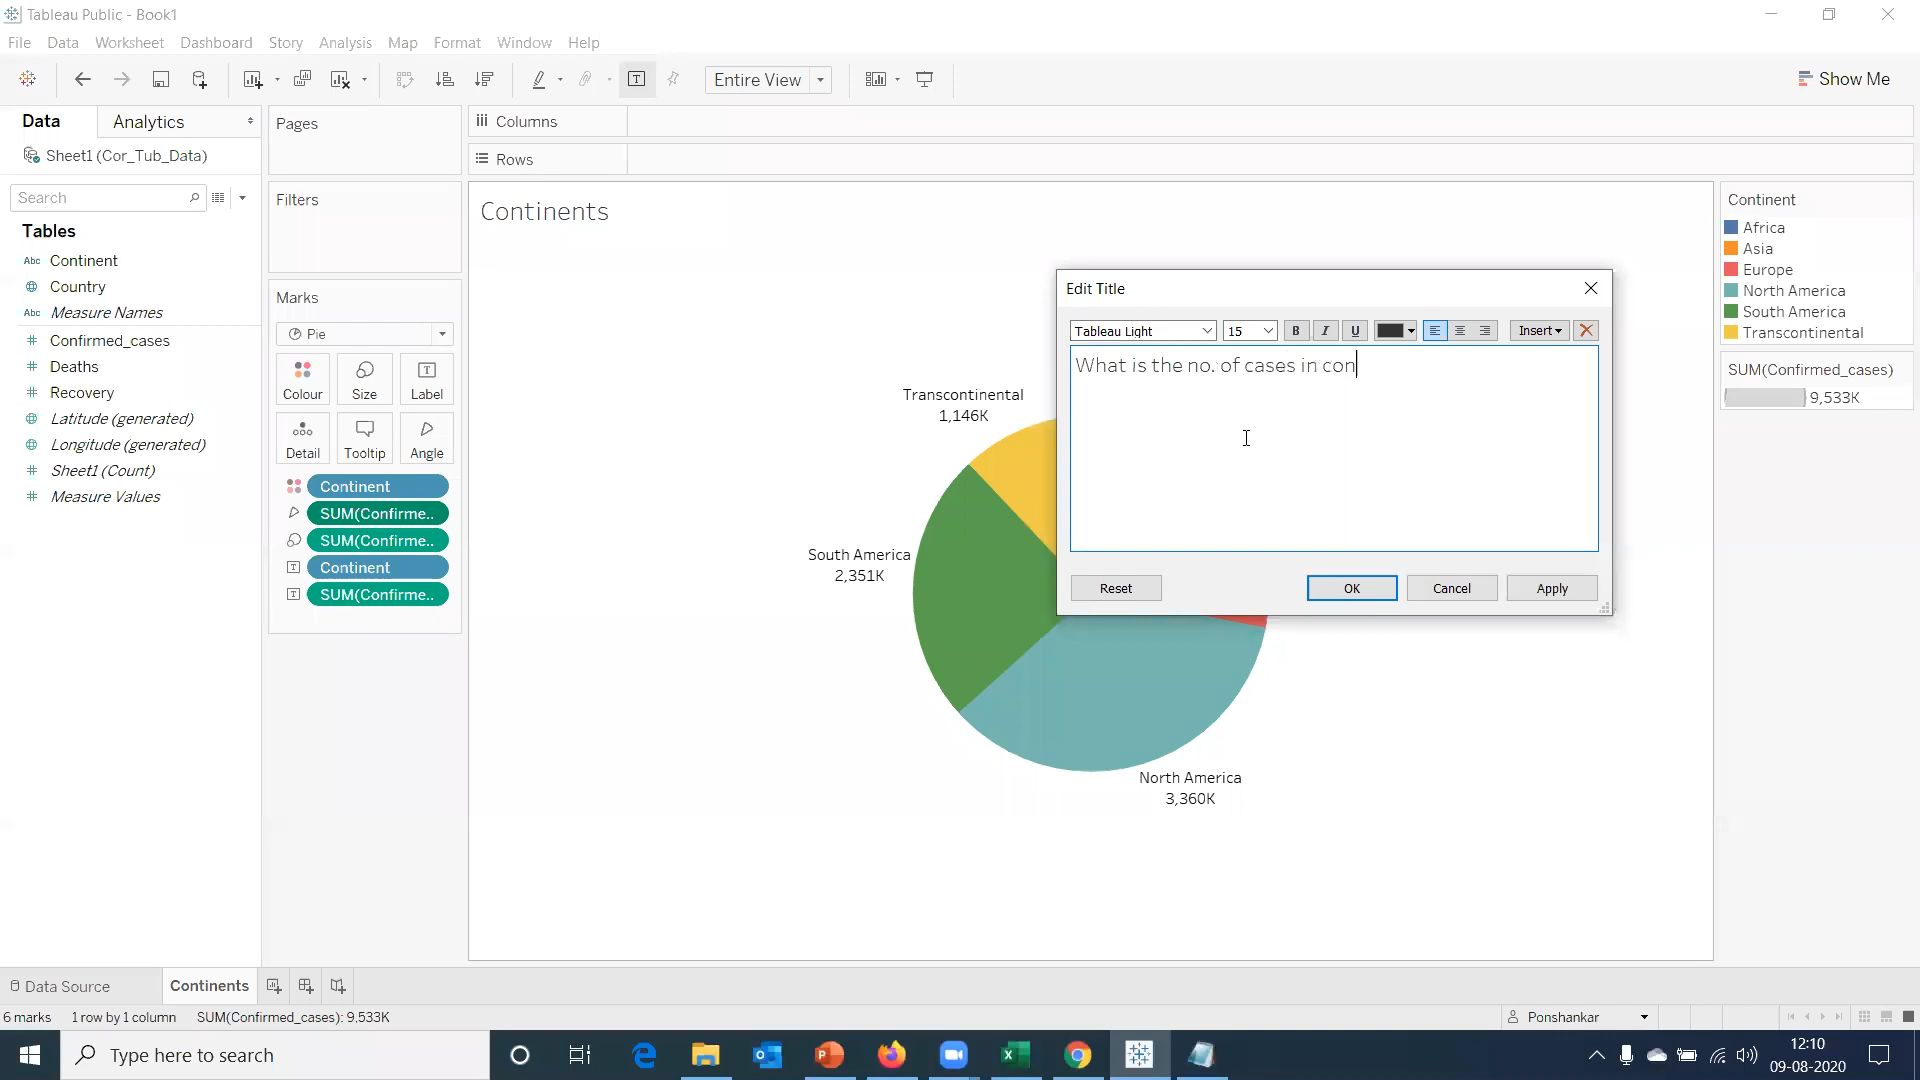 Tableau Public - Book1
File Data Worksheet Dashboard Story Analysis Map Format Window Help
Entire View
Show Me
Data Analytics
Sheet1 (Cor_Tub_Data)
Search
Tables
Abc Continent
Country
Abc Measure Names
# Confirmed_cases
# Deaths
# Recovery
Latitude (generated)
Longitude (generated)
# Sheet1 (Count)
# Measure Values
Pages
Filters
Marks
Pie
Colour Size Label
Detail Tooltip Angle
Continent
SUM(Confirme..
SUM(Confirme..
Continent
SUM(Confirme..
Columns
Rows
Continents
Transcontinental
1,146K
South America
2,351K
North America
3,360K
Edit Title
Tableau Light 15 B I U Insert
What is the no. of cases in con
Reset OK Cancel Apply
Continent
Africa
Asia
Europe
North America
South America
Transcontinental
SUM(Confirmed_cases)
9,533K
Data Source Continents
6 marks 1 row by 1 column SUM(Confirmed_cases): 9,533K
Ponshankar
Type here to search
12:10
09-08-2020